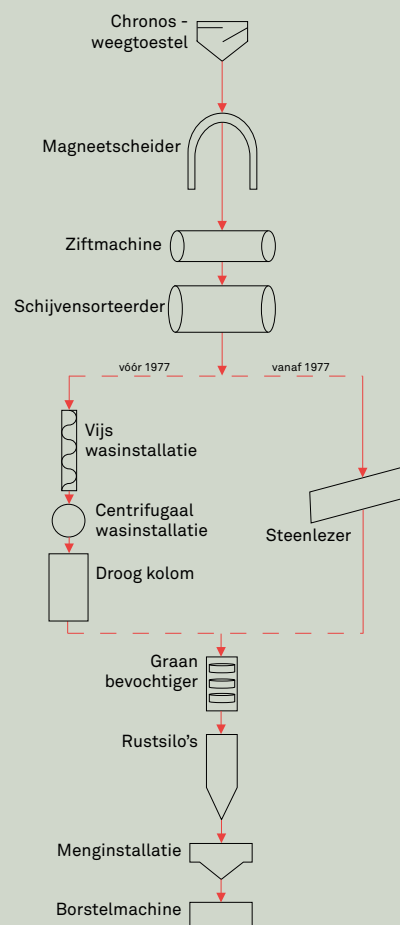 Chronos -
weegtoestel
Magneetscheider
Ziftmachine
Schijvensorteerder
vóór 1977
vanaf 1977
Vijs
wasinstallatie
Centrifugaal
wasinstallatie
Steenlezer
Droog kolom
Graan
bevochtiger
Rustsilo's
Menginstallatie
Borstelmachine